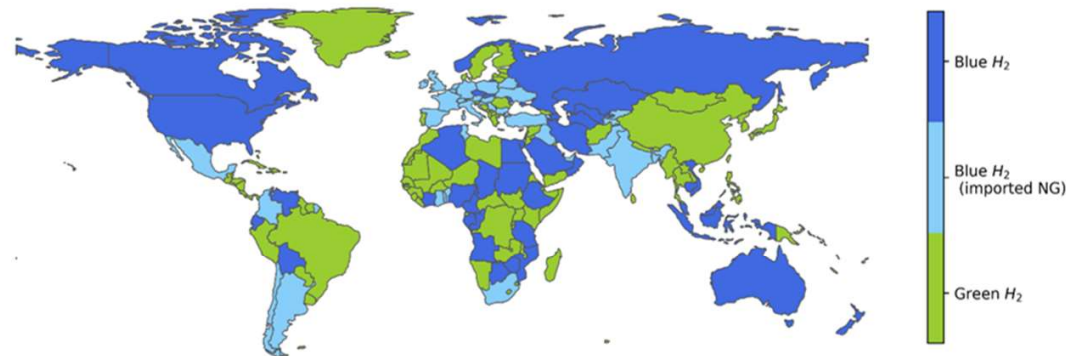 Blue H₂
Blue H₂
(imported NG)
Green H₂